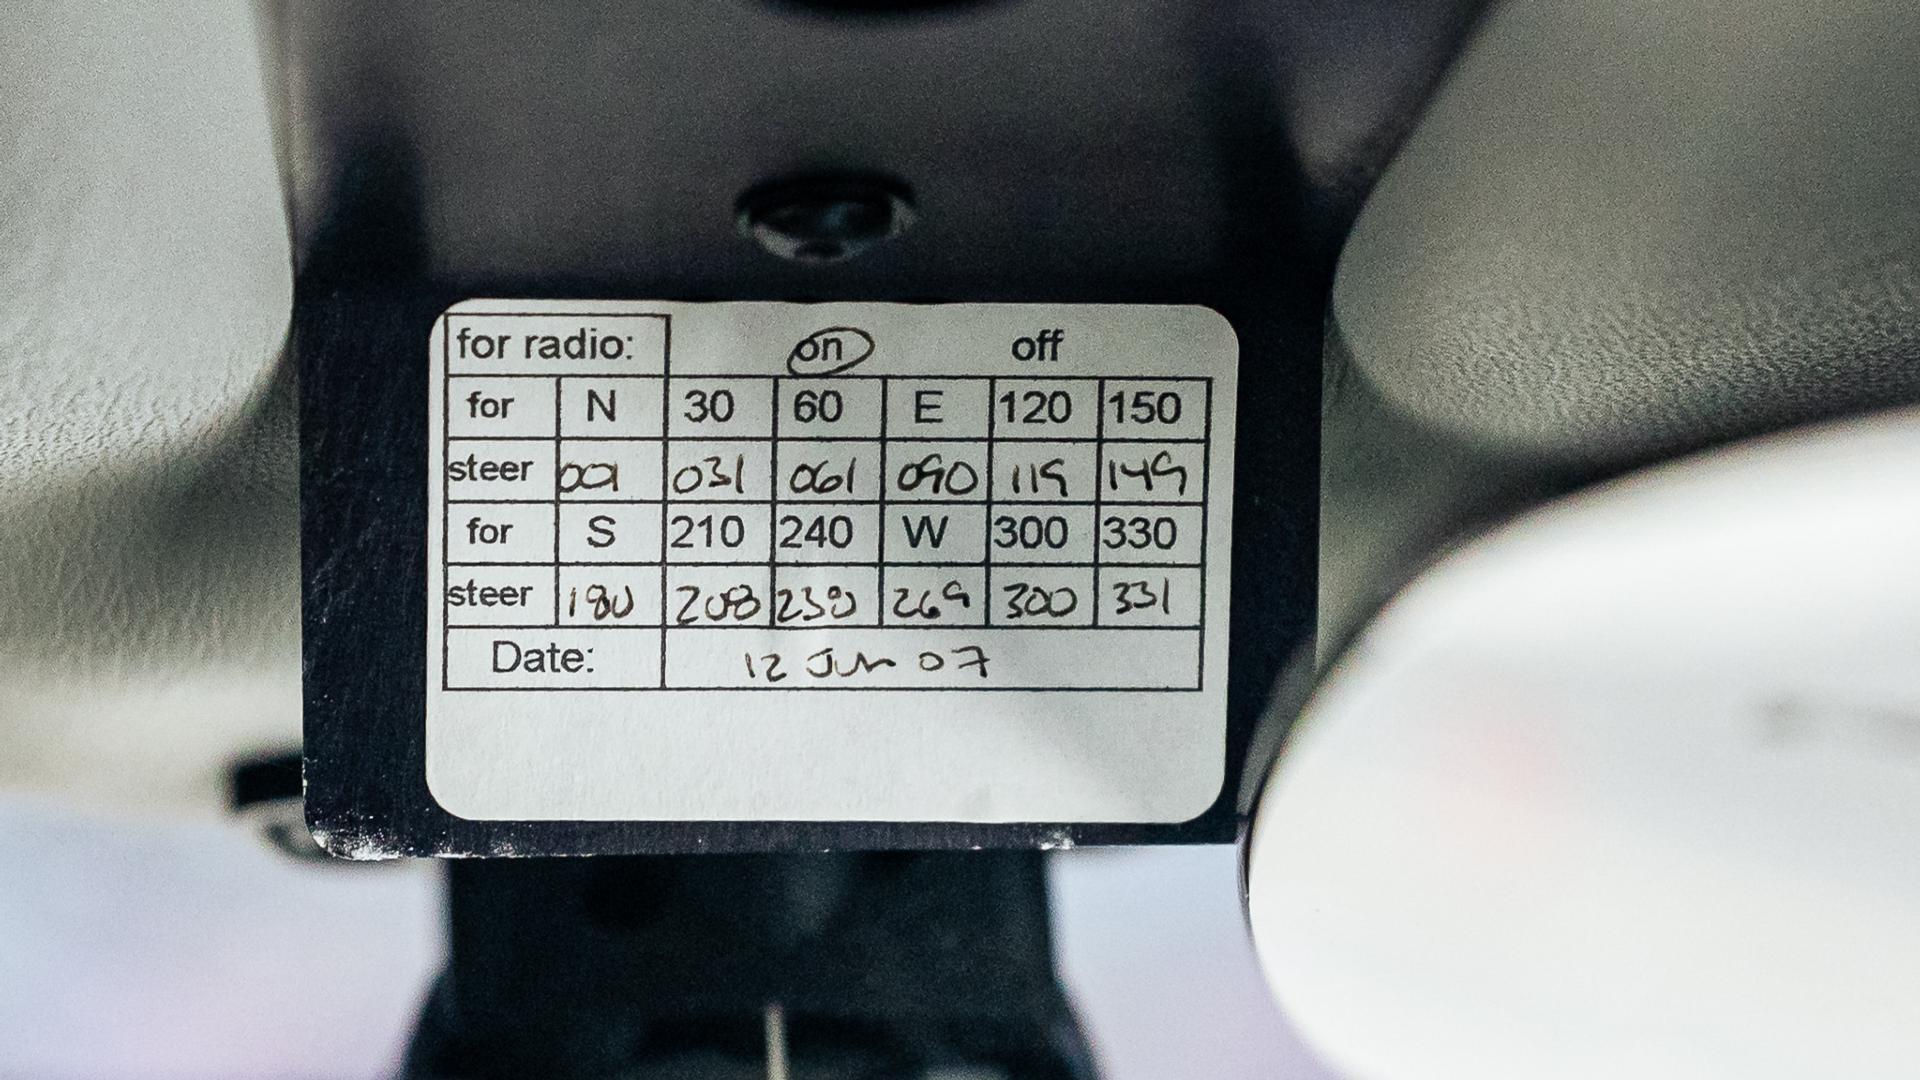 for radio: on off
for N 30 60 E 120 150
steer 001 031 061 090 119 149
for S 210 240 W 300 330
steer 180 208 239 269 300 331
Date: 12 Jun 07